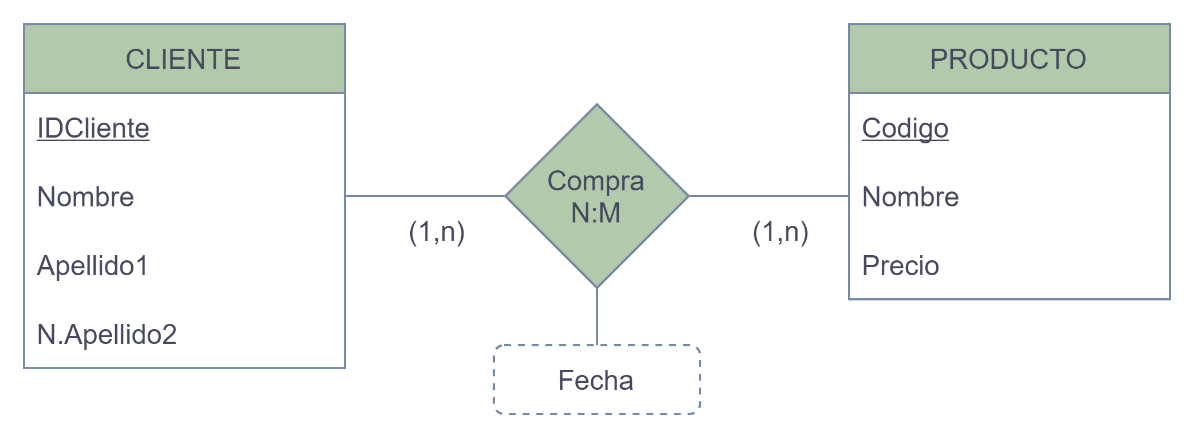 CLIENTE
IDCliente
Nombre
Apellido1
N.Apellido2
(1,n)
Compra
N:M
(1,n)
Fecha
PRODUCTO
Codigo
Nombre
Precio